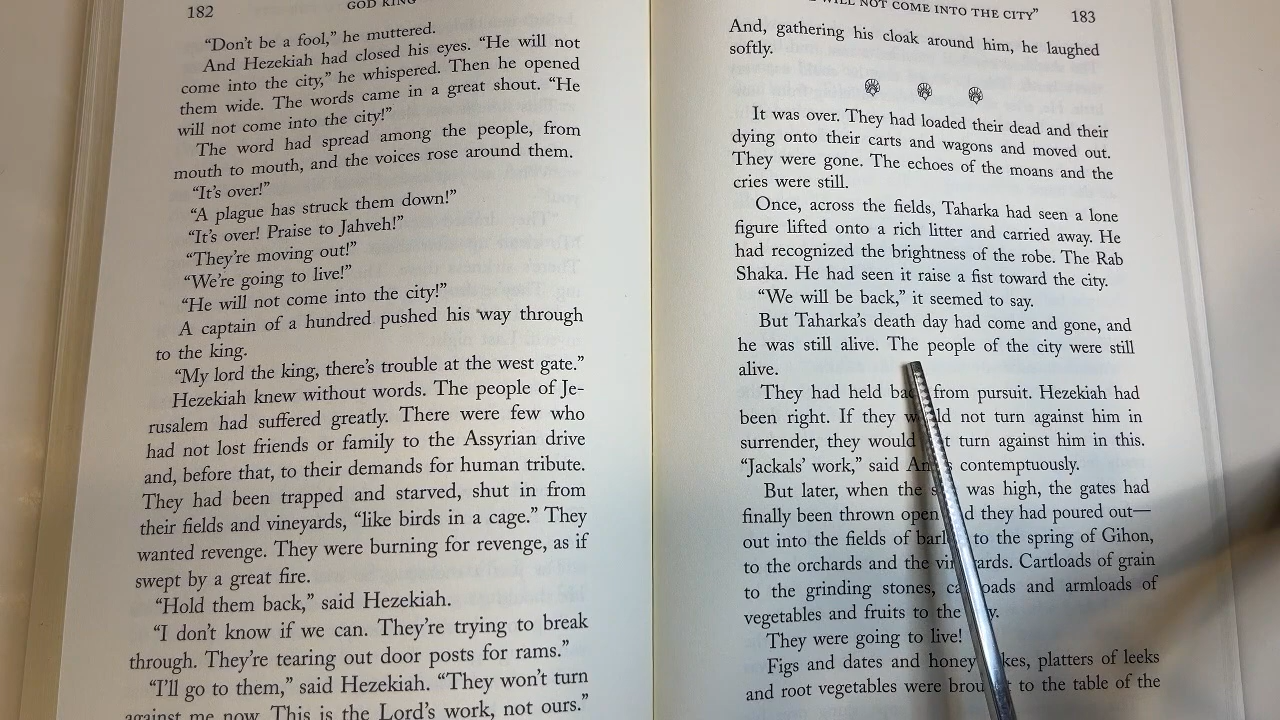 182
GOD KING
"Don't be a fool," he muttered.
And Hezekiah had closed his eyes. "He will not
come into the city," he whispered. Then he opened
them wide. The words came in a great shout. "He
will not come into the city!"
The word had spread among the people, from
mouth to mouth, and the voices rose around them.
"It's over!"
"A plague has struck them down!"
"It's over! Praise to Jahveh!"
"They're moving out!"
"We're going to live!"
"He will not come into the city!"
A captain of a hundred pushed his way through
to the king.
"My lord the king, there's trouble at the west gate."
Hezekiah knew without words. The people of Je-
rusalem had suffered greatly. There were few who
had not lost friends or family to the Assyrian drive
and, before that, to their demands for human tribute.
They had been trapped and starved, shut in from
their fields and vineyards, "like birds in a cage." They
wanted revenge. They were burning for revenge, as if
swept by a great fire.
"Hold them back," said Hezekiah.
"I don't know if we can. They're trying to break
through. They're tearing out door posts for rams."
"I'll go to them," said Hezekiah. "They won't turn
against me now. This is the Lord's work, not ours."
WILL NOT COME INTO THE CITY"
183
And, gathering his cloak around him, he laughed
softly.
It was over. They had loaded their dead and their
dying onto their carts and wagons and moved out.
They were gone. The echoes of the moans and the
cries were still.
Once, across the fields, Taharka had seen a lone
figure lifted onto a rich litter and carried away. He
had recognized the brightness of the robe. The Rab
Shaka. He had seen it raise a fist toward the city.
"We will be back," it seemed to say.
But Taharka's death day had come and gone, and
he was still alive. The people of the city were still
alive.
They had held back from pursuit. Hezekiah had
been right. If they would not turn against him in
surrender, they would not turn against him in this.
"Jackals' work," said contemptuously.
But later, when the was high, the gates had
finally been thrown open and they had poured out—
out into the fields of barley to the spring of Gihon,
to the orchards and the vineyards. Cartloads of grain
to the grinding stones, cartloads and armloads of
vegetables and fruits to the
They were going to live!
Figs and dates and honey cakes, platters of leeks
and root vegetables were brought to the table of the